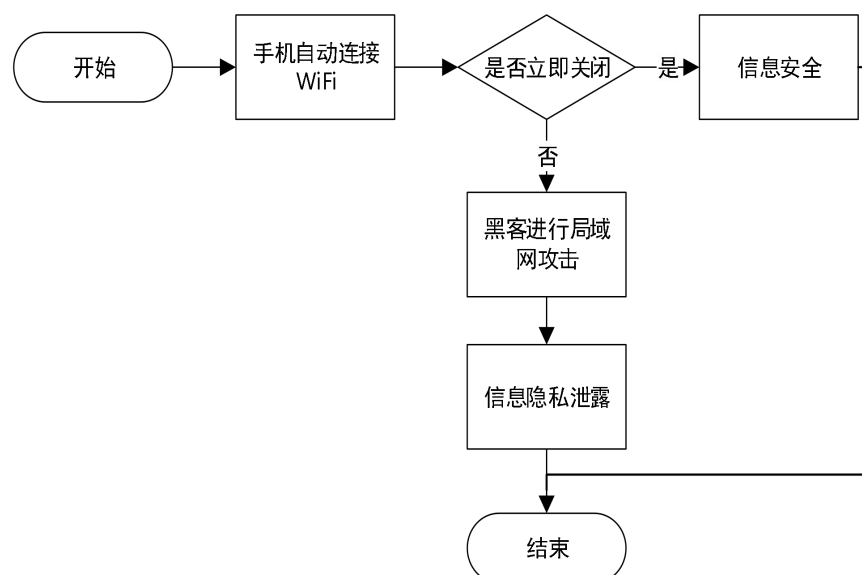 开始
手机自动连接
WiFi
是否立即关闭
是
信息安全
否
黑客进行局域
网攻击
信息隐私泄露
结束